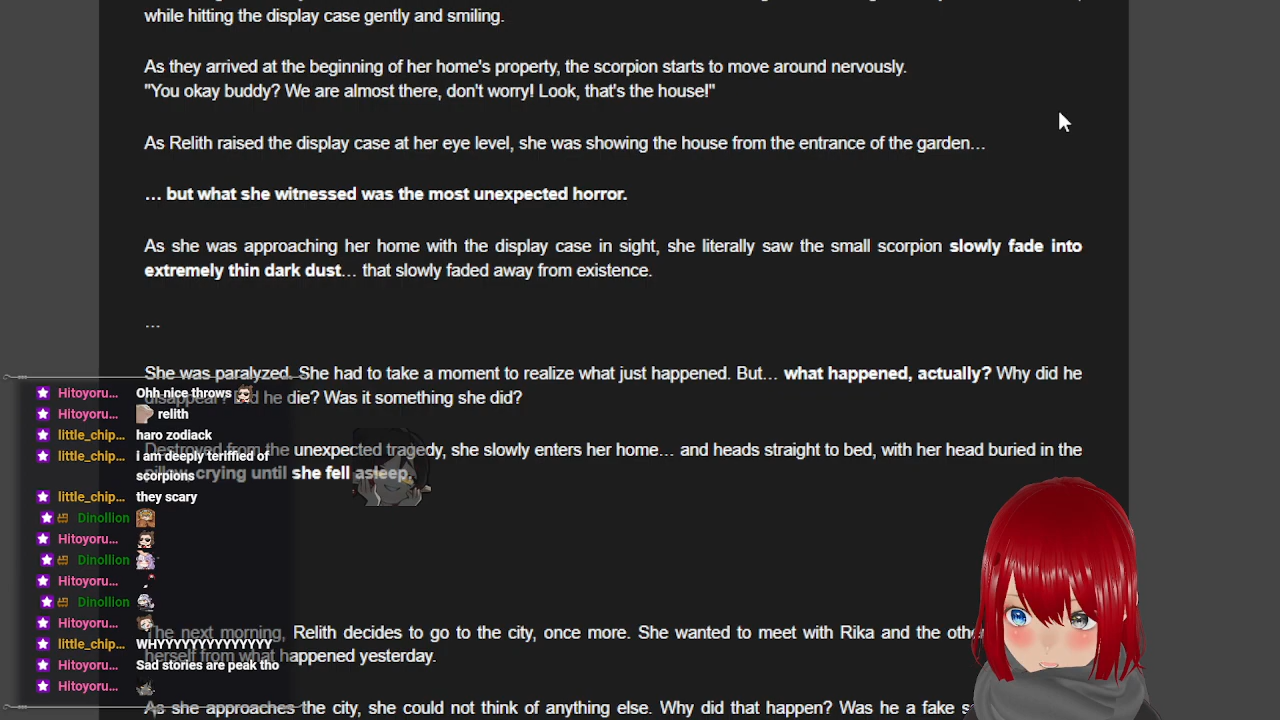 while hitting the display case gently and smiling.
As they arrived at the beginning of her home's property, the scorpion starts to move around nervously.
"You okay buddy? We are almost there, don't worry! Look, that's the house!"
As Relith raised the display case at her eye level, she was showing the house from the entrance of the garden…
… but what she witnessed was the most unexpected horror.
As she was approaching her home with the display case in sight, she literally saw the small scorpion slowly fade into
extremely thin dark dust… that slowly faded away from existence.
…
She was paralyzed. She had to take a moment to realize what just happened. But… what happened, actually? Why did he
disappear? Did he die? Was it something she did?
Destroyed from the unexpected tragedy, she slowly enters her home… and heads straight to bed, with her head buried in the
pillow, crying until she fell asleep.
The next morning, Relith decides to go to the city, once more. She wanted to meet with Rika and the
herself from what happened yesterday.
As she approaches the city, she could not think of anything else. Why did that happen? Was he a fake
Hitoyoru... Ohh nice throws
Hitoyoru... relith
little_chip... haro zodiack
little_chip... i am deeply teriffied of
scorpions
little_chip... they scary
Dinollion
Hitoyoru...
Dinollion
Hitoyoru...
Dinollion
Hitoyoru...
little_chip... WHYYYYYYYYYYYYY
Hitoyoru... Sad stories are peak tho
Hitoyoru...